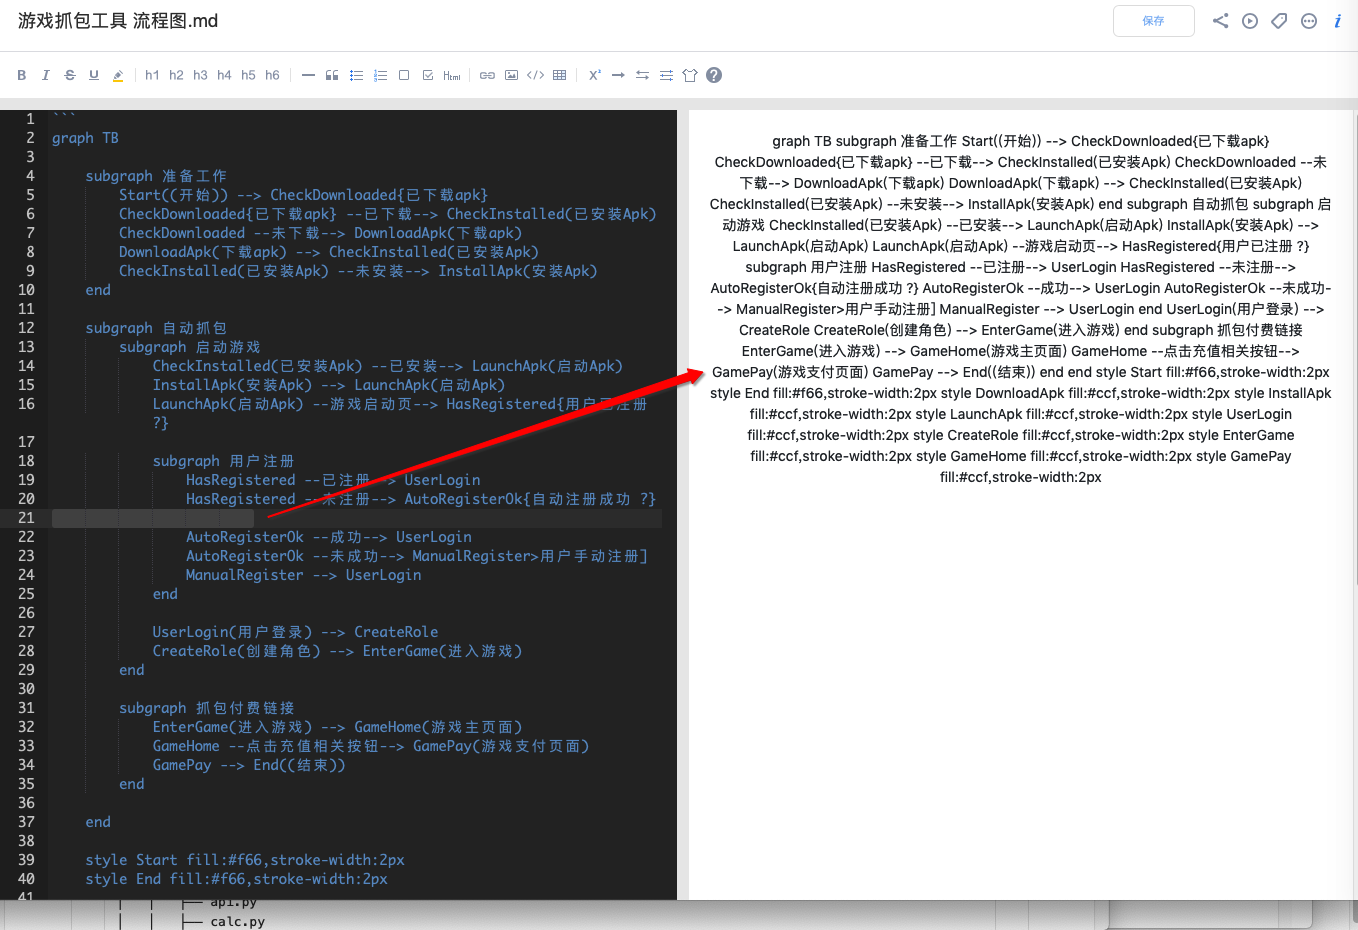 游戏抓包工具 流程图.md
保存
B I S U h1 h2 h3 h4 h5 h6 Html X² ?
1 ```
2 graph TB
3
4 subgraph 准备工作
5 Start((开始)) --> CheckDownloaded{已下载apk}
6 CheckDownloaded{已下载apk} --已下载--> CheckInstalled(已安装Apk)
7 CheckDownloaded --未下载--> DownloadApk(下载apk)
8 DownloadApk(下载apk) --> CheckInstalled(已安装Apk)
9 CheckInstalled(已安装Apk) --未安装--> InstallApk(安装Apk)
10 end
11
12 subgraph 自动抓包
13 subgraph 启动游戏
14 CheckInstalled(已安装Apk) --已安装--> LaunchApk(启动Apk)
15 InstallApk(安装Apk) --> LaunchApk(启动Apk)
16 LaunchApk(启动Apk) --游戏启动页--> HasRegistered{用户已注册
?}
17
18 subgraph 用户注册
19 HasRegistered --已注册--> UserLogin
20 HasRegistered --未注册--> AutoRegisterOk{自动注册成功 ?}
21
22 AutoRegisterOk --成功--> UserLogin
23 AutoRegisterOk --未成功--> ManualRegister>用户手动注册]
24 ManualRegister --> UserLogin
25 end
26
27 UserLogin(用户登录) --> CreateRole
28 CreateRole(创建角色) --> EnterGame(进入游戏)
29 end
30
31 subgraph 抓包付费链接
32 EnterGame(进入游戏) --> GameHome(游戏主页面)
33 GameHome --点击充值相关按钮--> GamePay(游戏支付页面)
34 GamePay --> End((结束))
35 end
36
37 end
38
39 style Start fill:#f66,stroke-width:2px
40 style End fill:#f66,stroke-width:2px
41
graph TB subgraph 准备工作 Start((开始)) --> CheckDownloaded{已下载apk}
CheckDownloaded{已下载apk} --已下载--> CheckInstalled(已安装Apk) CheckDownloaded --未
下载--> DownloadApk(下载apk) DownloadApk(下载apk) --> CheckInstalled(已安装Apk)
CheckInstalled(已安装Apk) --未安装--> InstallApk(安装Apk) end subgraph 自动抓包 subgraph 启
动游戏 CheckInstalled(已安装Apk) --已安装--> LaunchApk(启动Apk) InstallApk(安装Apk) -->
LaunchApk(启动Apk) LaunchApk(启动Apk) --游戏启动页--> HasRegistered{用户已注册 ?}
subgraph 用户注册 HasRegistered --已注册--> UserLogin HasRegistered --未注册-->
AutoRegisterOk{自动注册成功 ?} AutoRegisterOk --成功--> UserLogin AutoRegisterOk --未成功-
-> ManualRegister>用户手动注册] ManualRegister --> UserLogin end UserLogin(用户登录) -->
CreateRole CreateRole(创建角色) --> EnterGame(进入游戏) end subgraph 抓包付费链接
EnterGame(进入游戏) --> GameHome(游戏主页面) GameHome --点击充值相关按钮-->
GamePay(游戏支付页面) GamePay --> End((结束)) end end style Start fill:#f66,stroke-width:2px
style End fill:#f66,stroke-width:2px style DownloadApk fill:#ccf,stroke-width:2px style InstallApk
fill:#ccf,stroke-width:2px style LaunchApk fill:#ccf,stroke-width:2px style UserLogin
fill:#ccf,stroke-width:2px style CreateRole fill:#ccf,stroke-width:2px style EnterGame
fill:#ccf,stroke-width:2px style GameHome fill:#ccf,stroke-width:2px style GamePay
fill:#ccf,stroke-width:2px
api.py
calc.py